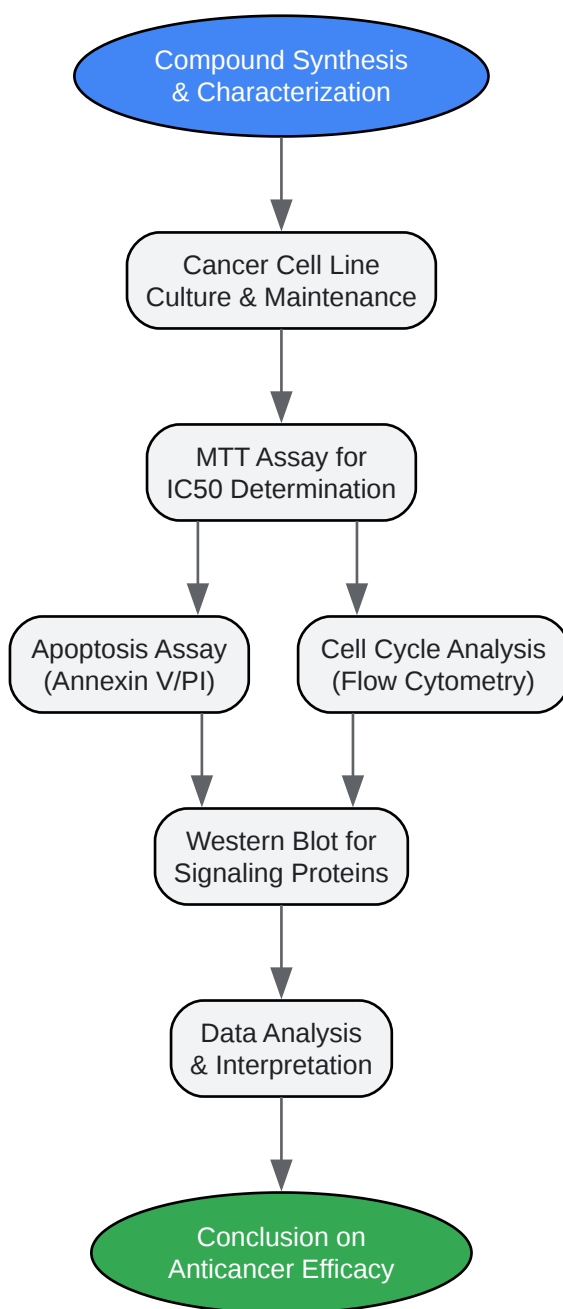 Compound Synthesis
& Characterization
Cancer Cell Line
Culture & Maintenance
MTT Assay for
IC50 Determination
Apoptosis Assay
(Annexin V/PI)
Cell Cycle Analysis
(Flow Cytometry)
Western Blot for
Signaling Proteins
Data Analysis
& Interpretation
Conclusion on
Anticancer Efficacy